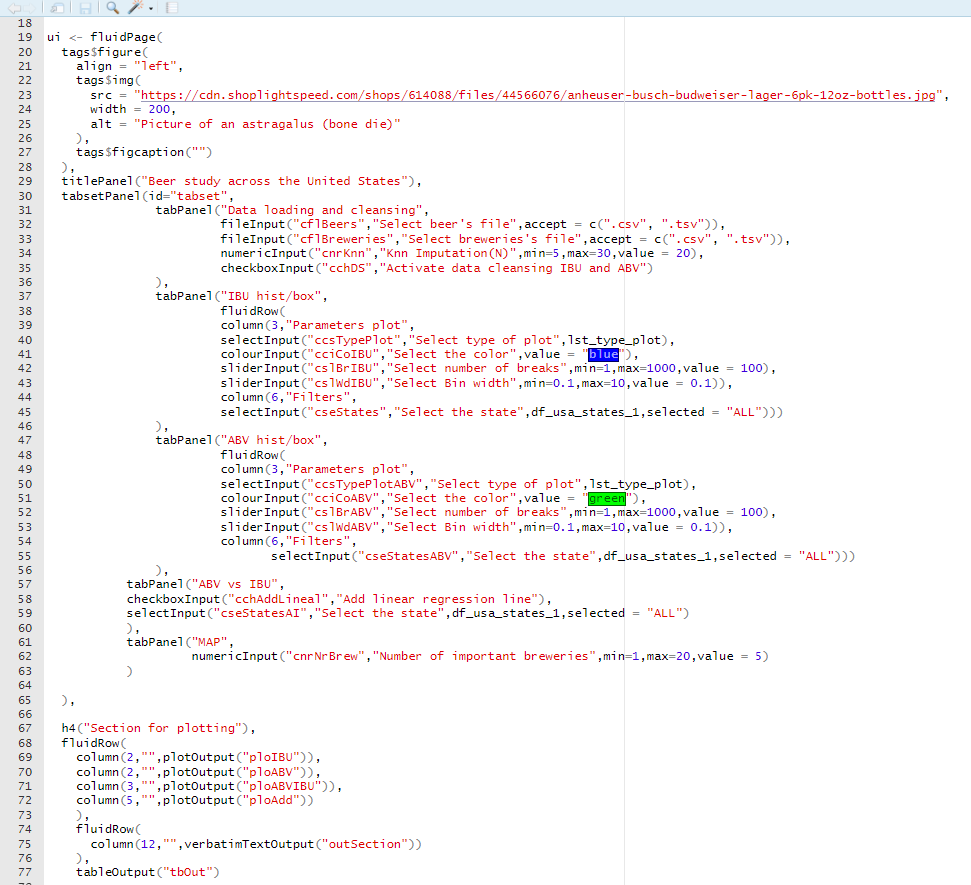 18
19 ui <- fluidPage(
20   tags$figure(
21     align = "left",
22     tags$img(
23       src = "https://cdn.shoplightspeed.com/shops/614088/files/44566076/anheuser-busch-budweiser-lager-6pk-12oz-bottles.jpg",
24       width = 200,
25       alt = "Picture of an astragalus (bone die)"
26     ),
27     tags$figcaption("")
28   ),
29   titlePanel("Beer study across the United States"),
30   tabsetPanel(id="tabset",
31                tabPanel("Data loading and cleansing",
32                         fileInput("cflBeers","Select beer's file",accept = c(".csv", ".tsv")),
33                         fileInput("cflBreweries","Select breweries's file",accept = c(".csv", ".tsv")),
34                         numericInput("cnrKnn","Knn Imputation(N)",min=5,max=30,value = 20),
35                         checkboxInput("cchDS","Activate data cleansing IBU and ABV")
36                ),
37                tabPanel("IBU hist/box",
38                         fluidRow(
39                         column(3,"Parameters plot",
40                         selectInput("ccsTypePlot","Select type of plot",lst_type_plot),
41                         colourInput("cciCoIBU","Select the color",value = "blue"),
42                         sliderInput("cslBrIBU","Select number of breaks",min=1,max=1000,value = 100),
43                         sliderInput("cslWdIBU","Select Bin width",min=0.1,max=10,value = 0.1)),
44                         column(6,"Filters",
45                         selectInput("cseStates","Select the state",df_usa_states_1,selected = "ALL")))
46                ),
47                tabPanel("ABV hist/box",
48                         fluidRow(
49                         column(3,"Parameters plot",
50                         selectInput("ccsTypePlotABV","Select type of plot",lst_type_plot),
51                         colourInput("cciCoABV","Select the color",value = "green"),
52                         sliderInput("cslBrABV","Select number of breaks",min=1,max=1000,value = 100),
53                         sliderInput("cslWdABV","Select Bin width",min=0.1,max=10,value = 0.1)),
54                         column(6,"Filters",
55                                selectInput("cseStatesABV","Select the state",df_usa_states_1,selected = "ALL")))
56                ),
57            tabPanel("ABV vs IBU",
58            checkboxInput("cchAddLineal","Add linear regression line"),
59            selectInput("cseStatesAI","Select the state",df_usa_states_1,selected = "ALL")
60            ),
61            tabPanel("MAP",
62                     numericInput("cnrNrBrew","Number of important breweries",min=1,max=20,value = 5)
63            )
64
65   ),
66
67   h4("Section for plotting"),
68   fluidRow(
69     column(2,"",plotOutput("ploIBU")),
70     column(2,"",plotOutput("ploABV")),
71     column(3,"",plotOutput("ploABVIBU")),
72     column(5,"",plotOutput("ploAdd"))
73     ),
74     fluidRow(
75       column(12,"",verbatimTextOutput("outSection"))
76     ),
77     tableOutput("tbOut")